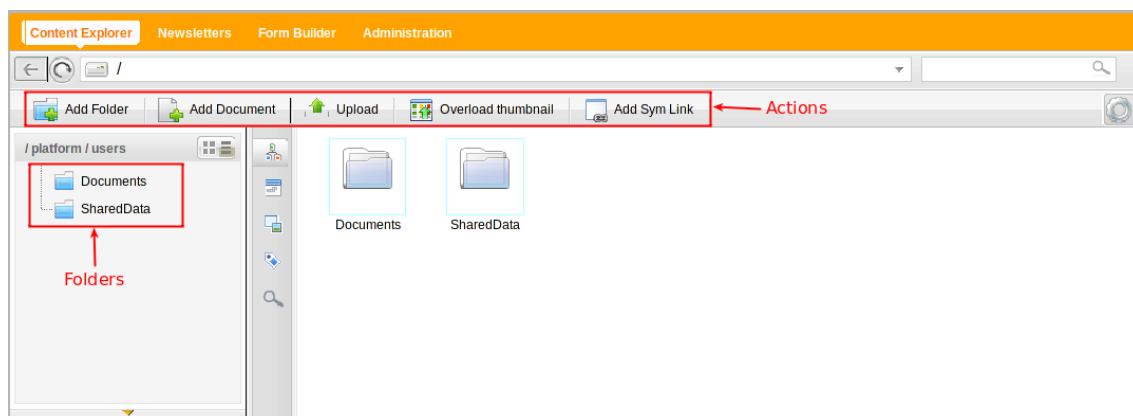 Content Explorer Newsletters Form Builder Administration
/
Add Folder Add Document Upload Overload thumbnail Add Sym Link Actions
/ platform / users
Documents
SharedData
Folders
Documents SharedData